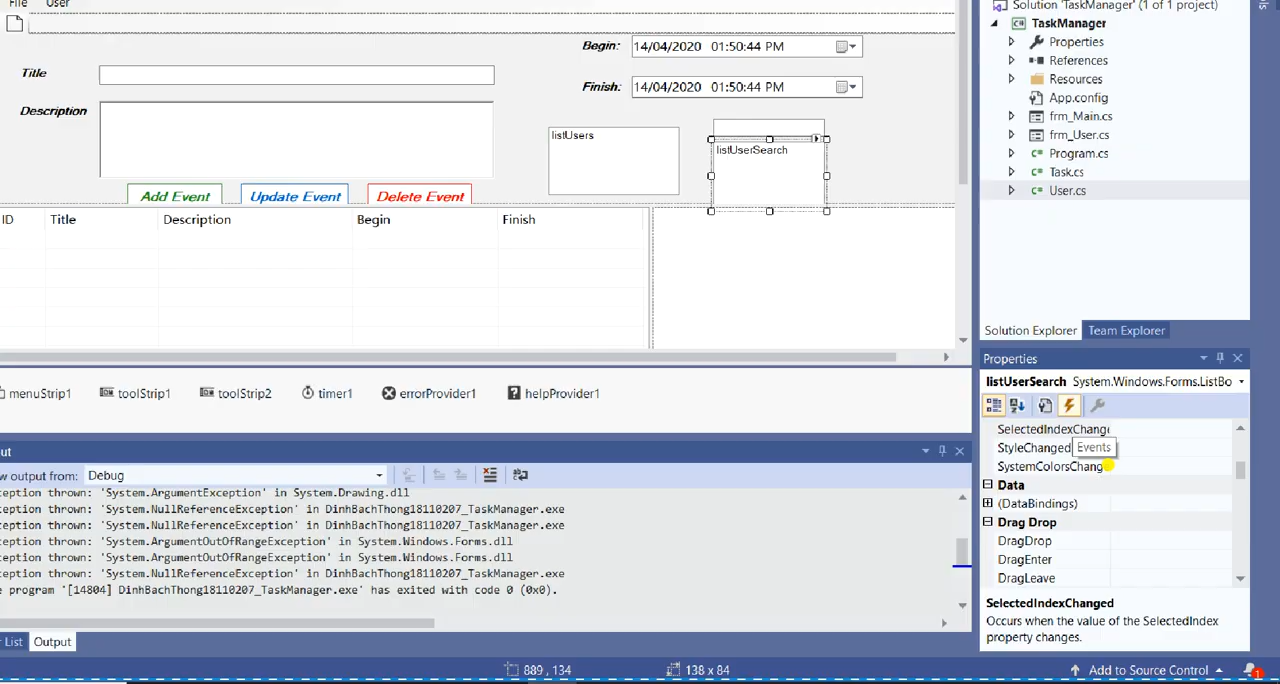 File User
Solution 'TaskManager' (1 of 1 project)
TaskManager
Properties
References
Resources
App.config
frm_Main.cs
frm_User.cs
Program.cs
Task.cs
User.cs
Begin: 14/04/2020 01:50:44 PM
Title
Finish: 14/04/2020 01:50:44 PM
Description
listUsers
listUserSearch
Add Event Update Event Delete Event
ID Title Description Begin Finish
Solution Explorer Team Explorer
Properties
listUserSearch System.Windows.Forms.ListBo
SelectedIndexChange
StyleChanged
Events
SystemColorsChang
Data
(DataBindings)
Drag Drop
DragDrop
DragEnter
DragLeave
SelectedIndexChanged
Occurs when the value of the SelectedIndex
property changes.
menuStrip1 toolStrip1 toolStrip2 timer1 errorProvider1 helpProvider1
ut
w output from: Debug
ception thrown: 'System.ArgumentException' in System.Drawing.dll
ception thrown: 'System.NullReferenceException' in DinhBachThong18110207_TaskManager.exe
ception thrown: 'System.NullReferenceException' in DinhBachThong18110207_TaskManager.exe
ception thrown: 'System.ArgumentOutOfRangeException' in System.Windows.Forms.dll
ception thrown: 'System.ArgumentOutOfRangeException' in System.Windows.Forms.dll
ception thrown: 'System.NullReferenceException' in DinhBachThong18110207_TaskManager.exe
e program '[14804] DinhBachThong18110207_TaskManager.exe' has exited with code 0 (0x0).
List Output
889 , 134 138 x 84 Add to Source Control 1